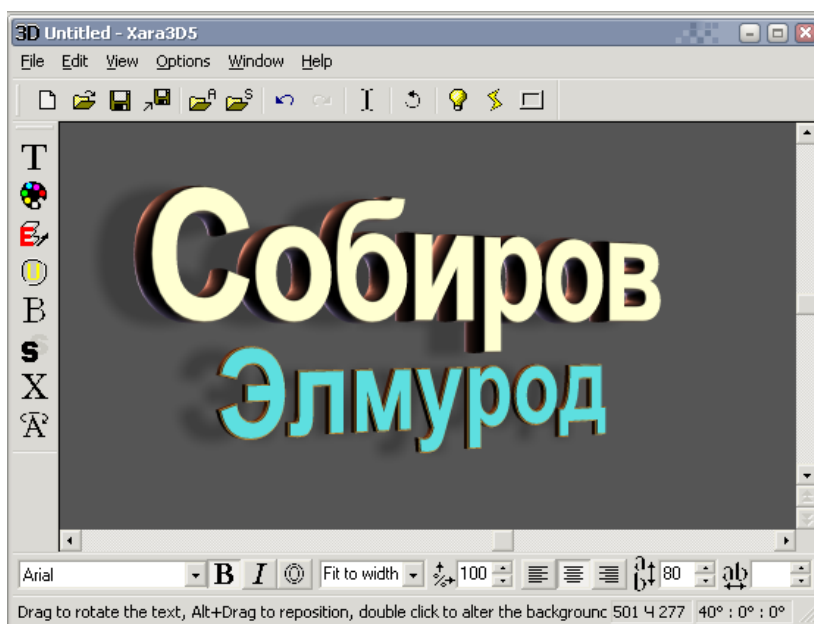 3D Untitled - Xara3D5
File Edit View Options Window Help
A S
T
E
U
B
S
X
A
Собиров
Элмурод
Arial B I Fit to width 100 80 ab
Drag to rotate the text, Alt+Drag to reposition, double click to alter the backgrounc 501 Ч 277 40° : 0° : 0°